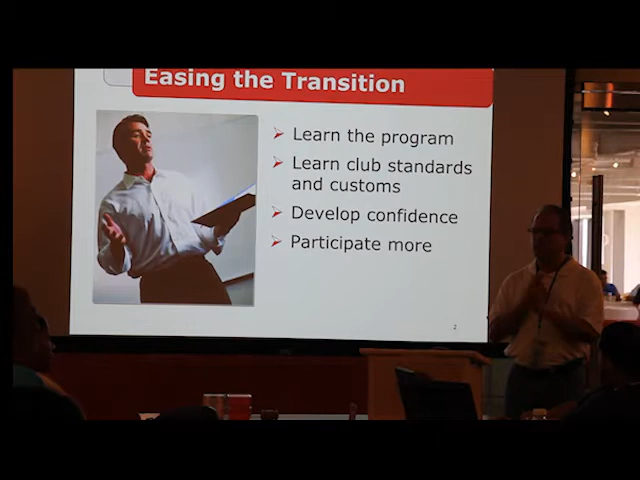 Easing the Transition
Learn the program
Learn club standards
and customs
Develop confidence
Participate more
2